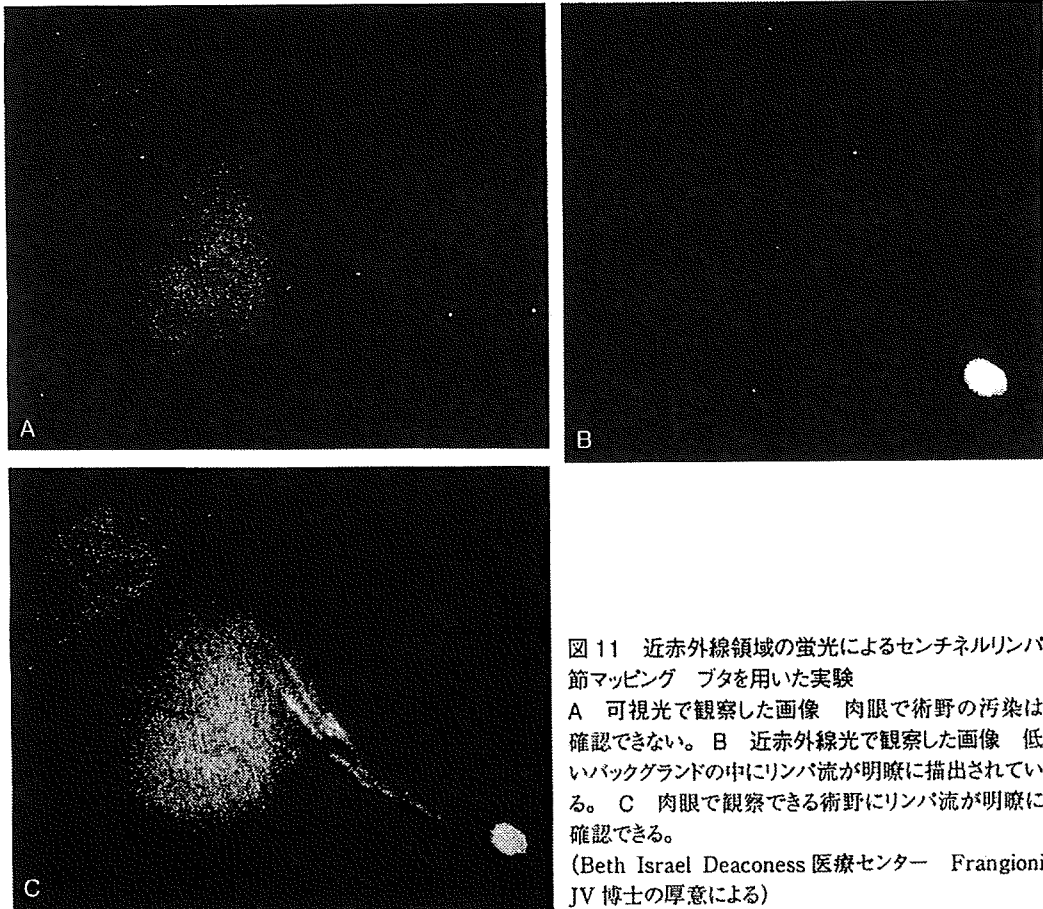 A
B
C
図 11 近赤外線領域の蛍光によるセンチネルリンパ
節マッピング ブタを用いた実験
A 可視光で観察した画像 肉眼で術野の汚染は
確認できない。 B 近赤外線光で観察した画像 低
いバックグランドの中にリンパ流が明瞭に描出されてい
る。 C 肉眼で観察できる術野にリンパ流が明瞭に
確認できる。
(Beth Israel Deaconess 医療センター Frangioni
JV 博士の厚意による)